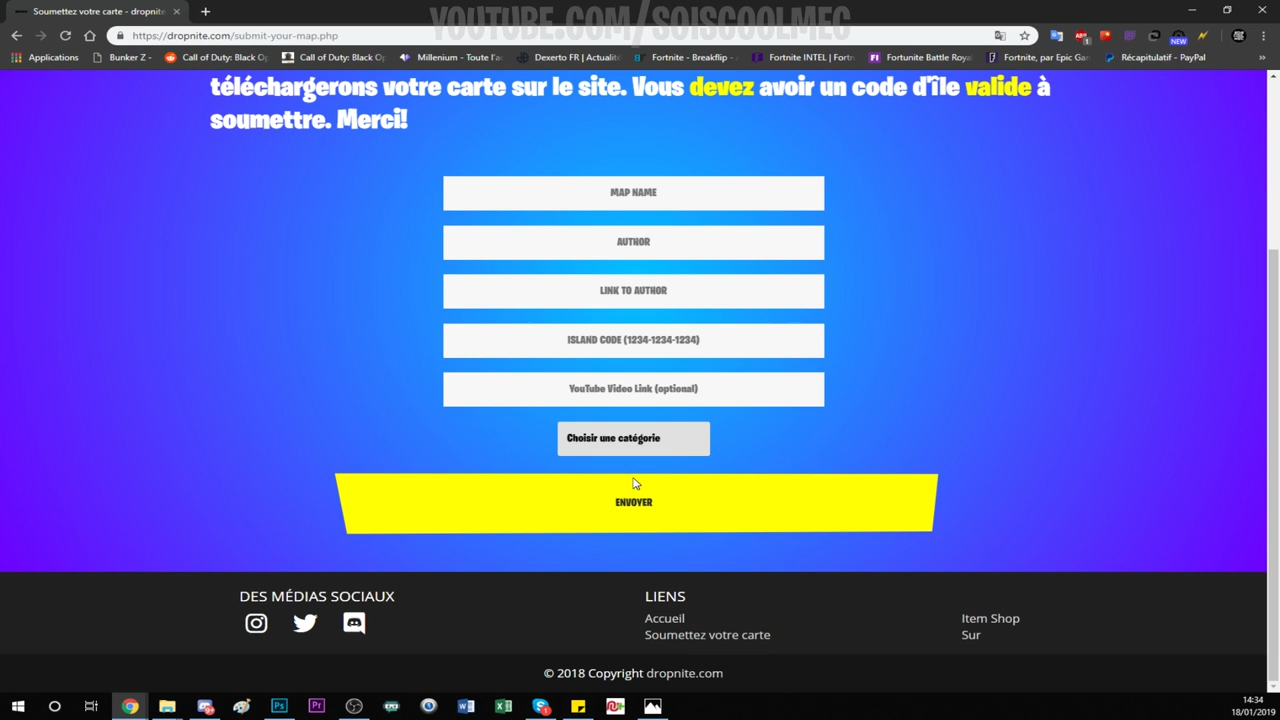 Soumettez votre carte - dropnite
YOUTUBE.COM/SOISCOOLMEC
https://dropnite.com/submit-your-map.php
NEW
Applications
Bunker Z -
Call of Duty: Black Op
Call of Duty: Black Op
Millenium - Toute l'a
Dexerto FR | Actualit
Fortnite - Breakflip -
Fortnite INTEL | Fortn
Fortunite Battle Roya
Fortnite, par Epic Gam
Récapitulatif - PayPal
»
téléchargerons votre carte sur le site. Vous devez avoir un code d'île valide à
soumettre. Merci!
MAP NAME
AUTHOR
LINK TO AUTHOR
ISLAND CODE (1234-1234-1234)
YouTube Video Link (optional)
Choisir une catégorie
ENVOYER
DES MÉDIAS SOCIAUX
LIENS
Accueil
Soumettez votre carte
Item Shop
Sur
© 2018 Copyright dropnite.com
14:34
18/01/2019